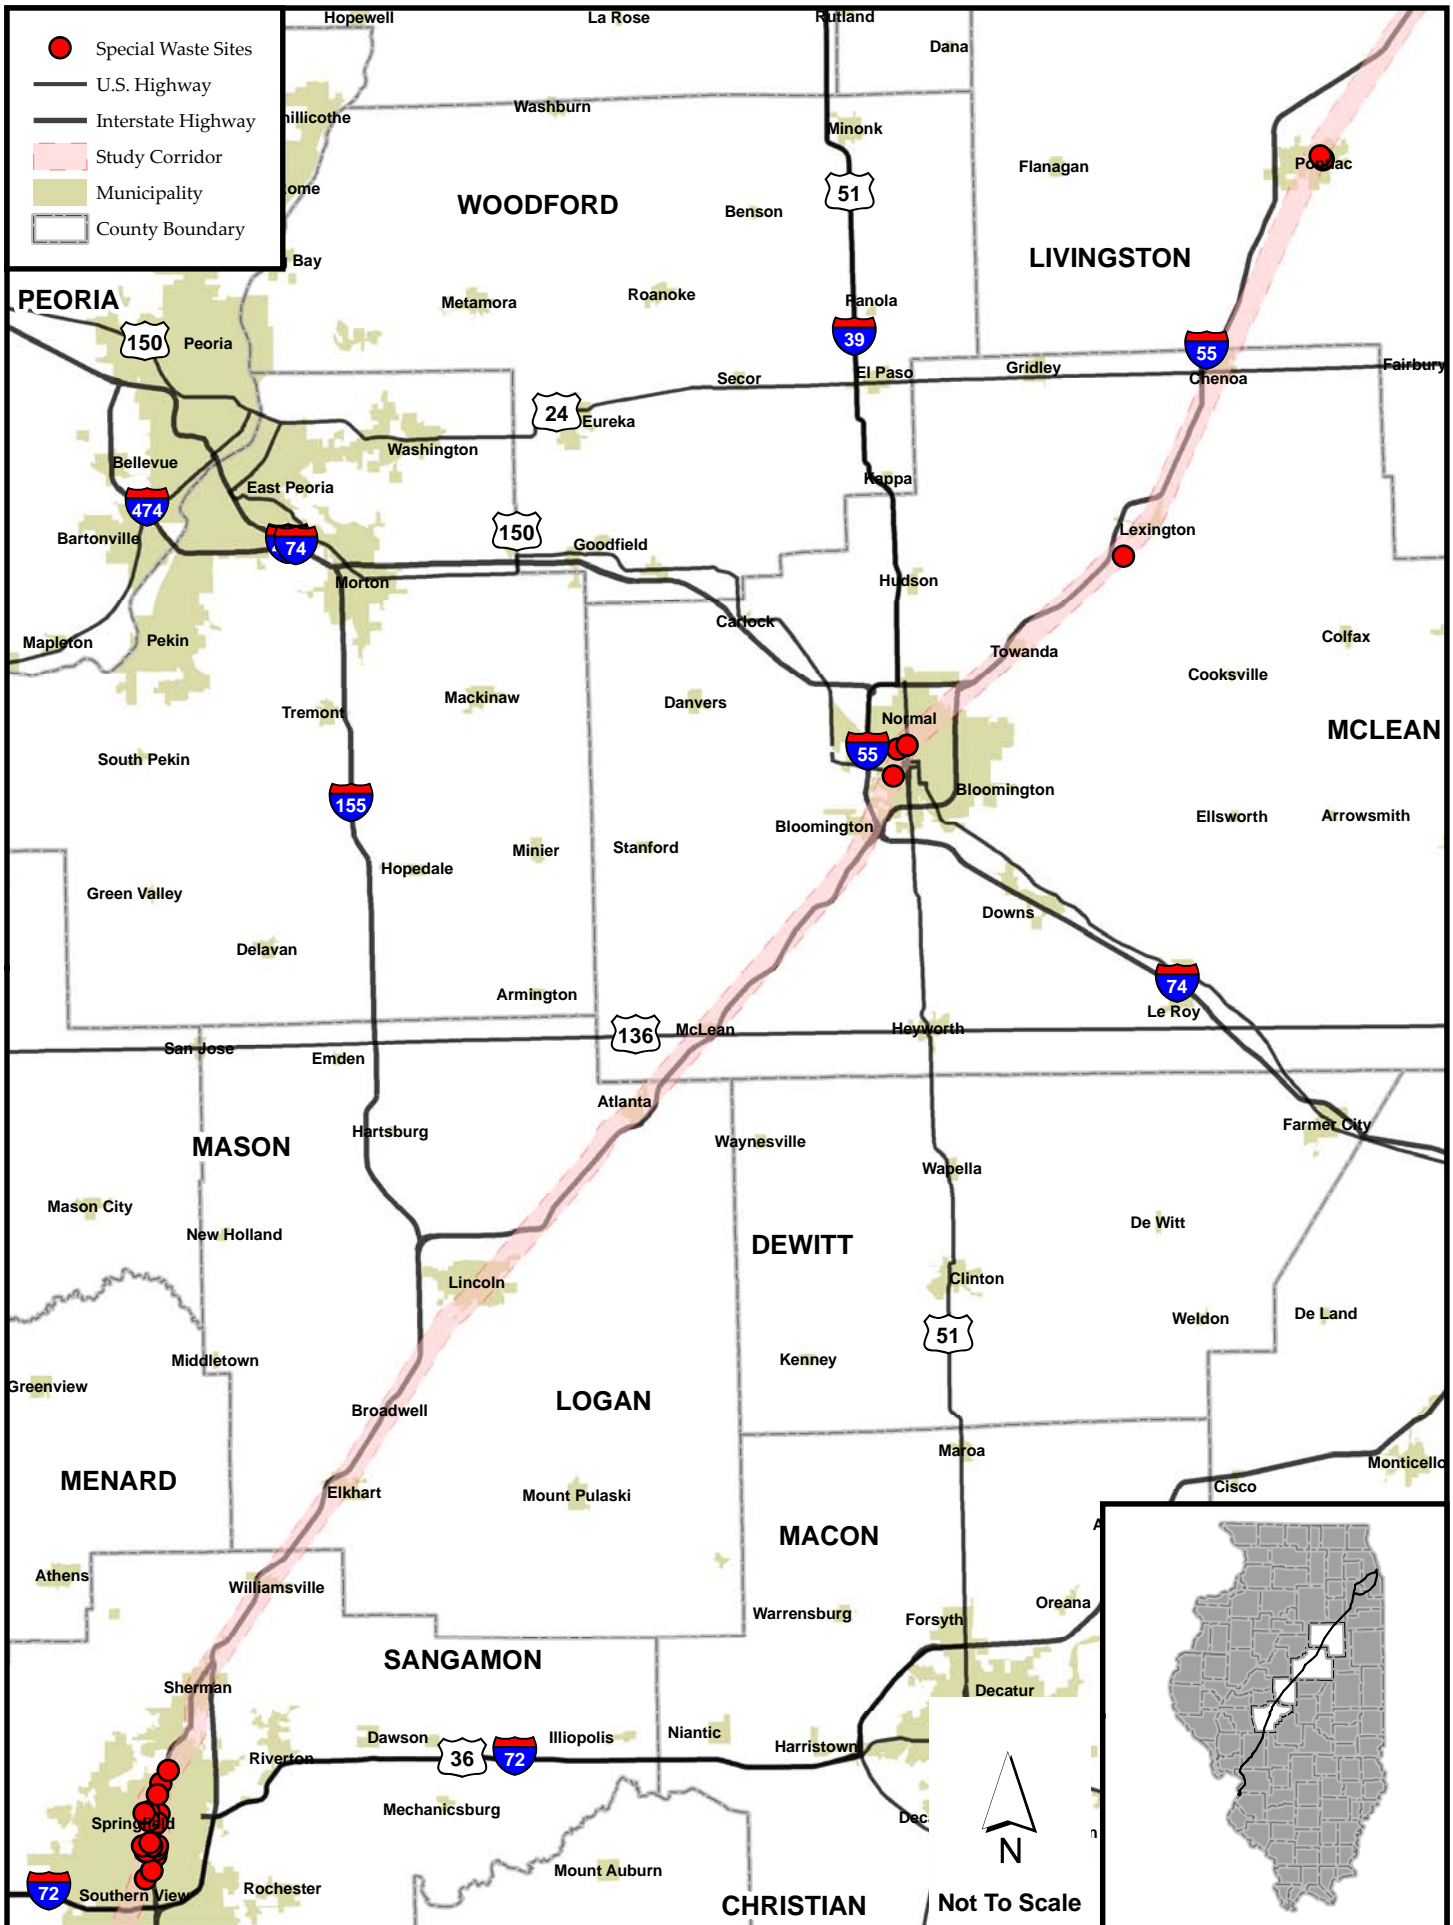 Special Waste Sites
U.S. Highway
Interstate Highway
Study Corridor
Municipality
County Boundary
Hopewell
La Rose
Rutland
Dana
Washburn
Minonk
Flanagan
Pontiac
51
WOODFORD
Benson
LIVINGSTON
Bay
PEORIA
Metamora
Roanoke
Panola
150
Peoria
39
55
Secor
El Paso
Gridley
Chenoa
Fairbury
24
Eureka
Washington
Bellevue
East Peoria
Kappa
474
Bartonville
74
150
Goodfield
Lexington
Morton
Hudson
Mapleton
Pekin
Carlock
Towanda
Colfax
Cooksville
Mackinaw
Danvers
Tremont
Normal
MCLEAN
South Pekin
55
155
Bloomington
Bloomington
Ellsworth
Arrowsmith
Minier
Stanford
Hopedale
Green Valley
Downs
Delavan
Armington
74
Le Roy
136
McLean
Heyworth
San Jose
Emden
Atlanta
Hartsburg
Waynesville
Farmer City
MASON
Wapella
Mason City
New Holland
De Witt
DEWITT
Lincoln
Clinton
Weldon
De Land
51
Middletown
Kenney
Greenview
Broadwell
LOGAN
Maroa
Monticello
MENARD
Elkhart
Mount Pulaski
Cisco
MACON
Athens
Williamsville
Warrensburg
Forsyth
Oreana
SANGAMON
Sherman
Decatur
Dawson
36
72
Illiopolis
Niantic
Harristown
Riverton
Mechanicsburg
Springfield
Mount Auburn
N
72
Southern View
Rochester
CHRISTIAN
Not To Scale